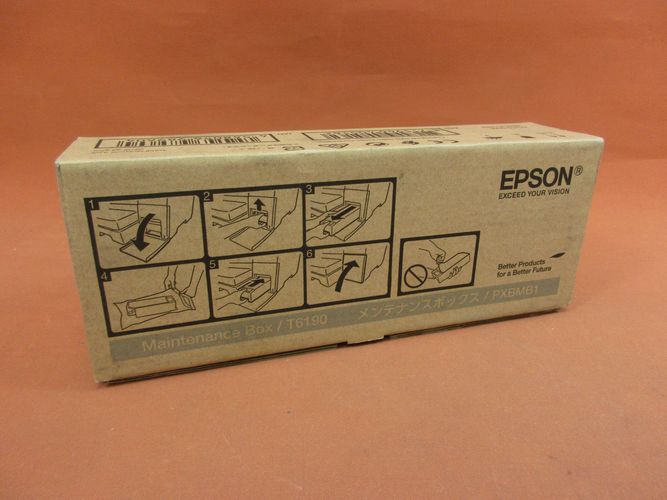 EPSON®
EXCEED YOUR VISION
1
2
3
4
5
6
Better Products
for a Better Future
Maintenance Box / T6190 メンテナンスボックス / PXBMB1